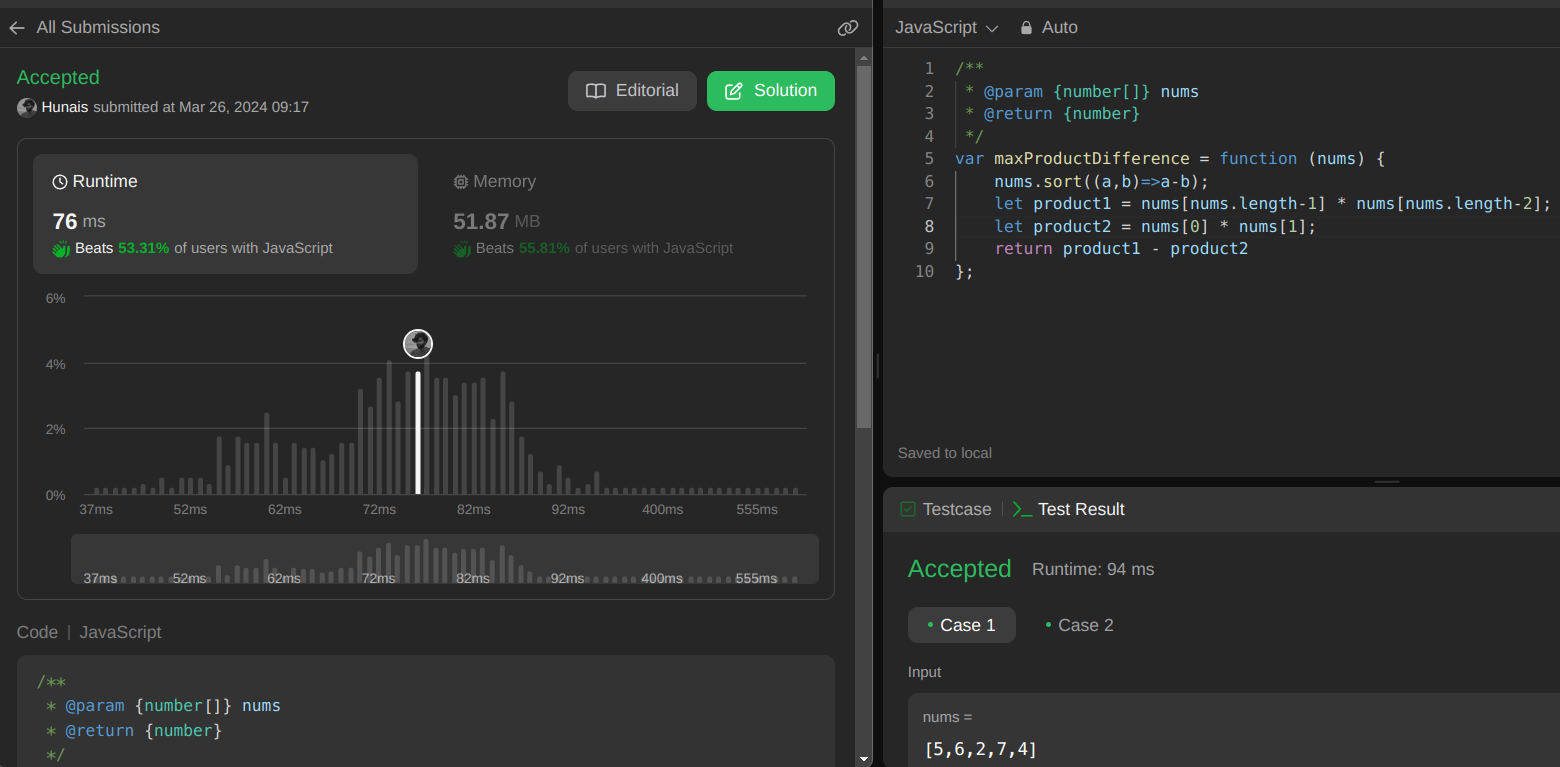 All Submissions
Accepted
Editorial
Solution
Hunais submitted at Mar 26, 2024 09:17
Runtime
76 ms
Beats 53.31% of users with JavaScript
Memory
51.87 MB
Beats 55.81% of users with JavaScript
6%
4%
2%
0%
37ms 52ms 62ms 72ms 82ms 92ms 400ms 555ms
37ms 52ms 62ms 72ms 82ms 92ms 400ms 555ms
Code | JavaScript
/**
 * @param {number[]} nums
 * @return {number}
 */
JavaScript Auto
1 /**
2  * @param {number[]} nums
3  * @return {number}
4  */
5 var maxProductDifference = function (nums) {
6     nums.sort((a,b)=>a-b);
7     let product1 = nums[nums.length-1] * nums[nums.length-2];
8     let product2 = nums[0] * nums[1];
9     return product1 - product2
10 };
Saved to local
Testcase | >_ Test Result
Accepted Runtime: 94 ms
• Case 1 • Case 2
Input
nums =
[5,6,2,7,4]